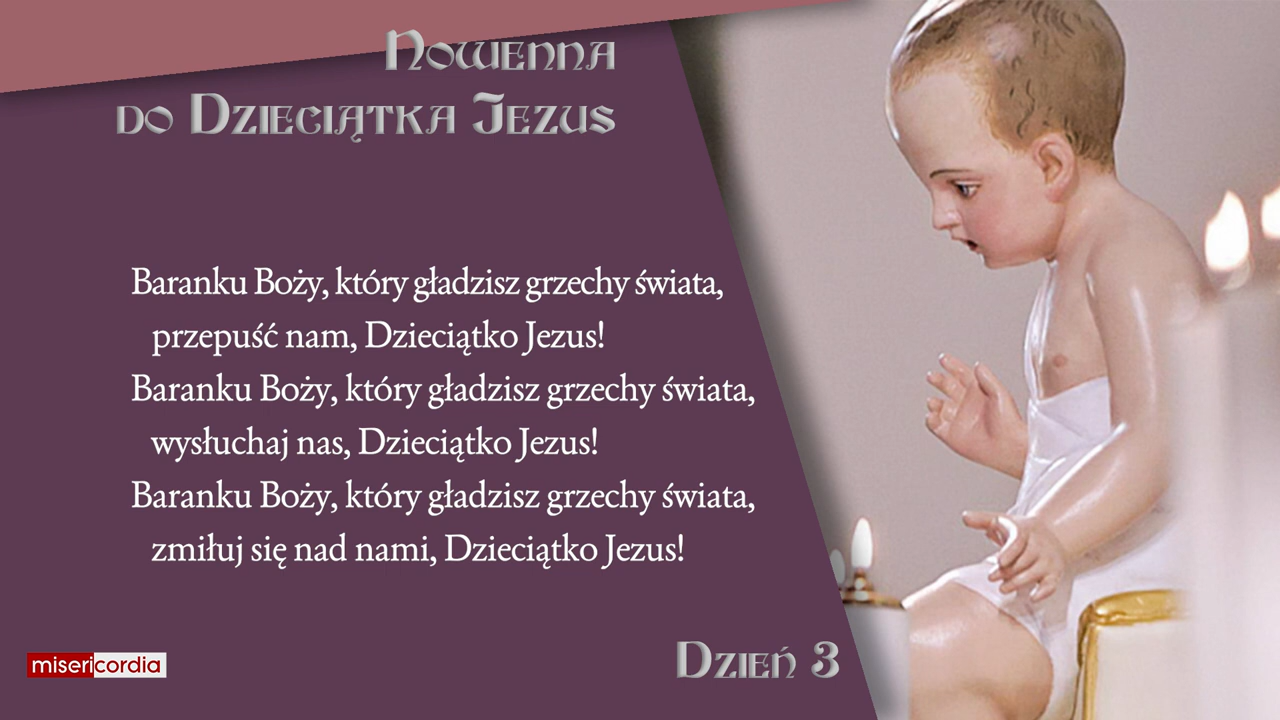 Nowenna
do Dzieciątka Jezus
Baranku Boży, który gładzisz grzechy świata,
przepuść nam, Dzieciątko Jezus!
Baranku Boży, który gładzisz grzechy świata,
wysłuchaj nas, Dzieciątko Jezus!
Baranku Boży, który gładzisz grzechy świata,
zmiłuj się nad nami, Dzieciątko Jezus!
misericordia
Dzień 3